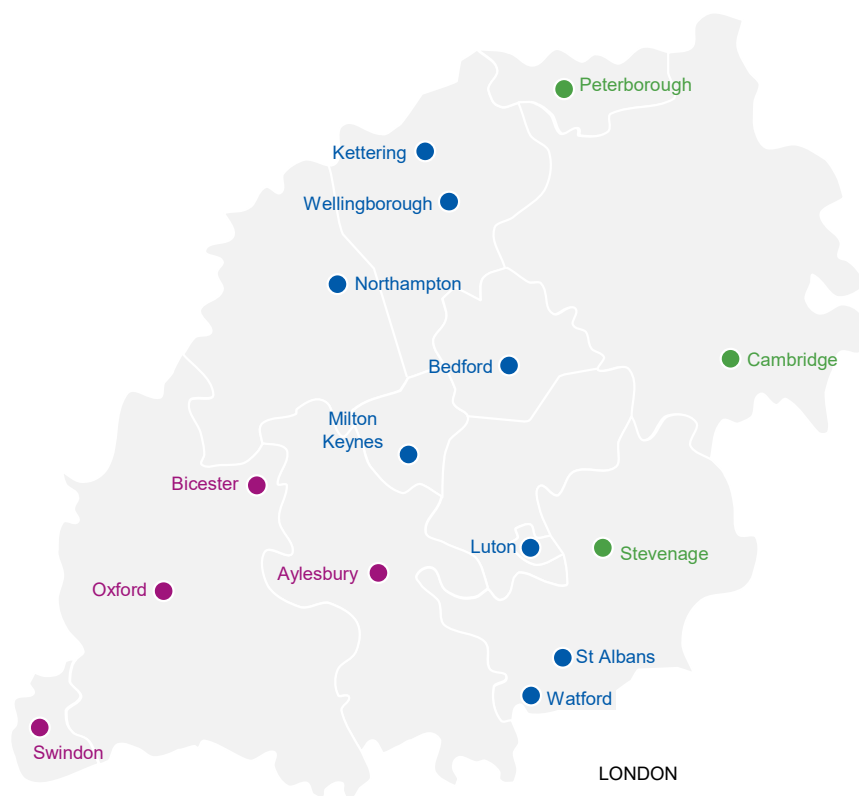 Peterborough
Kettering
Wellingborough
Northampton
Cambridge
Bedford
Milton
Keynes
Bicester
Luton
Stevenage
Aylesbury
Oxford
St Albans
Watford
Swindon
LONDON